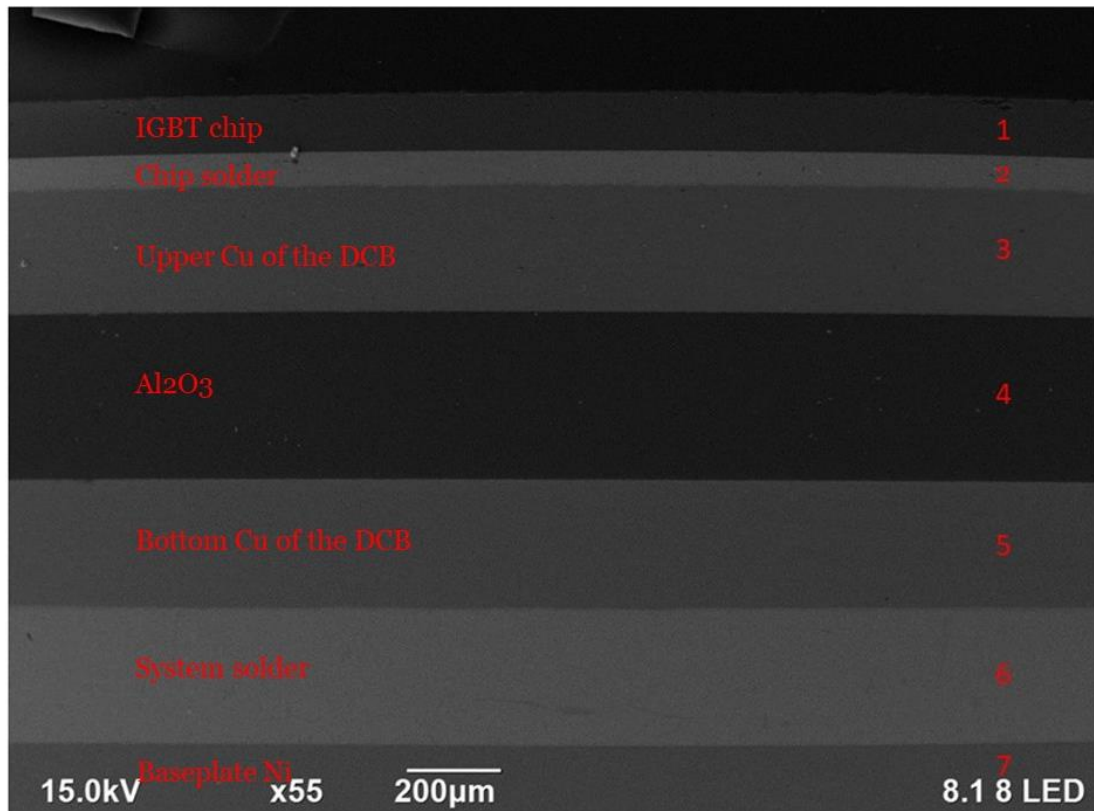 IGBT chip 1
Chip solder 2
Upper Cu of the DCB 3
Al2O3 4
Bottom Cu of the DCB 5
System solder 6
Baseplate Ni 7
15.0kV x55 200µm 8.1 8 LED